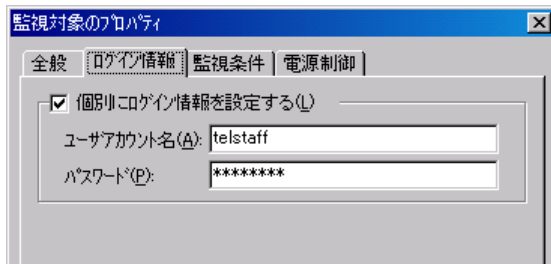 監視対象のプロパティ
全般 ログイン情報 監視条件 電源制御
個別にログイン情報を設定する(L)
ユーザアカウント名(A): telstaff
パスワード(P): ********